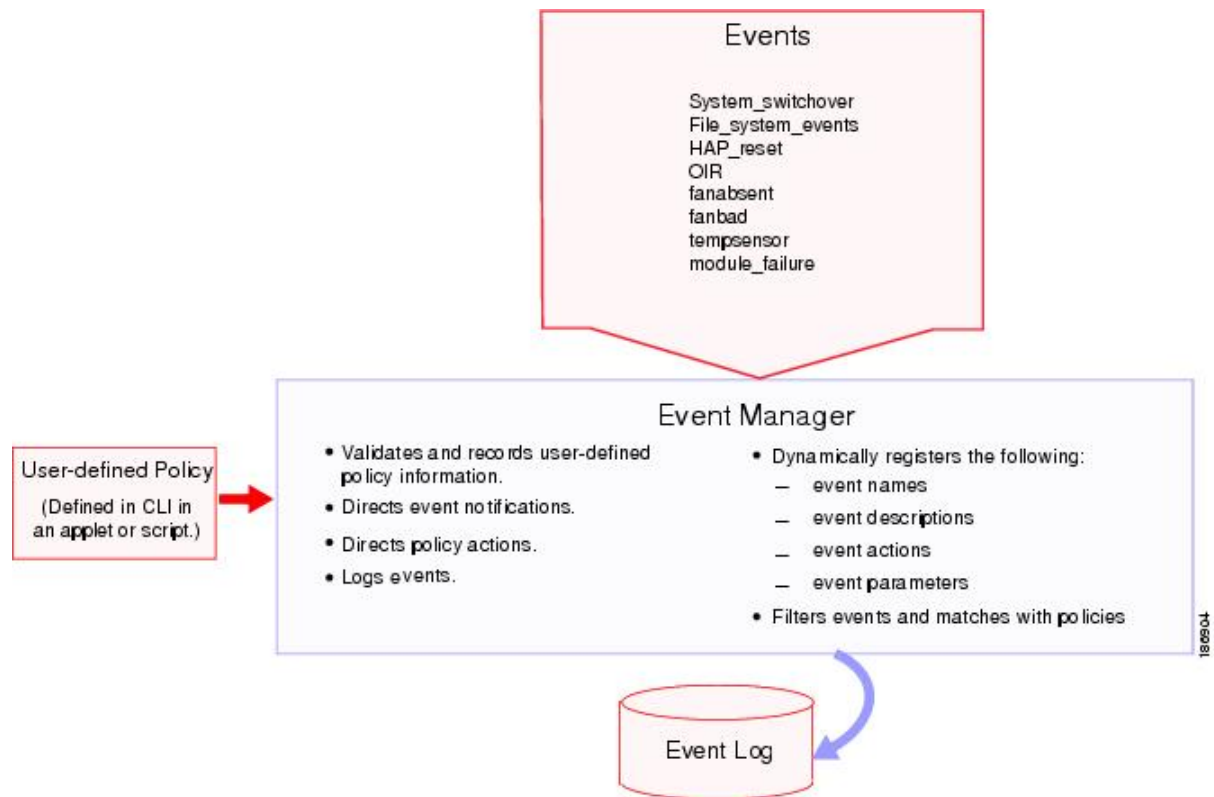 Events
System_switchover
File_system_events
HAP_reset
OIR
fanabsent
fanbad
tempsensor
module_failure
User-defined Policy
(Defined in CLI in
an applet or script.)
Event Manager
• Validates and records user-defined
policy information.
• Directs event notifications.
• Directs policy actions.
• Logs events.
• Dynamically registers the following:
– event names
– event descriptions
– event actions
– event parameters
• Filters events and matches with policies
186904
Event Log